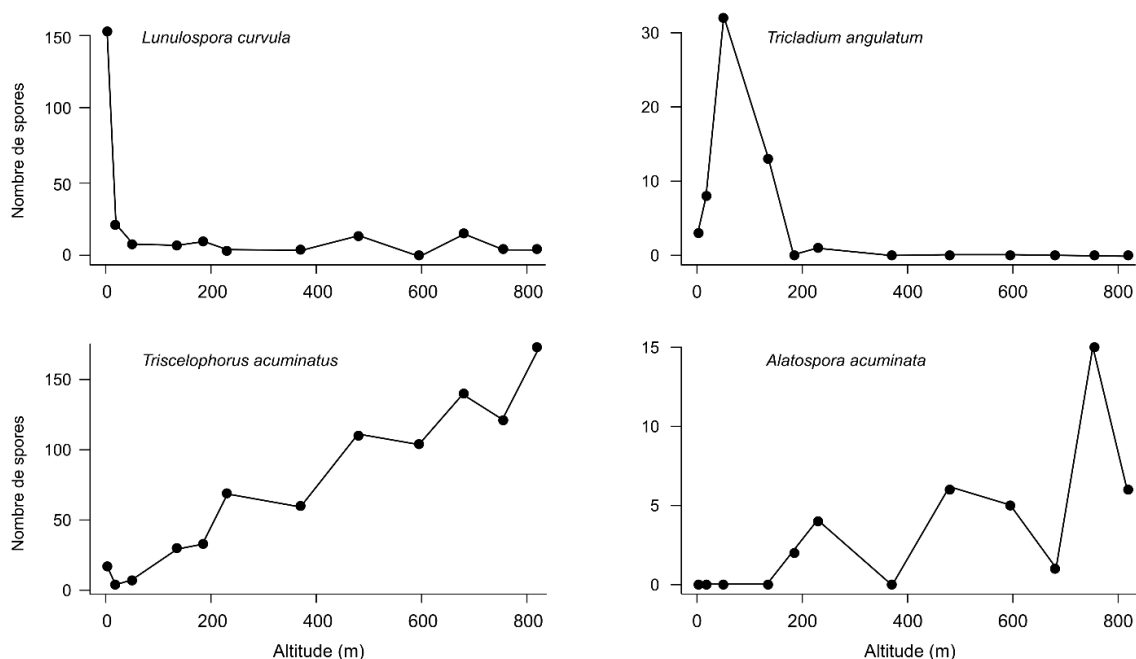 Lunulospora curvula
Nombre de spores
150
100
50
0
0 200 400 600 800
Tricladium angulatum
30
20
10
0
0 200 400 600 800
Triscelophorus acuminatus
Nombre de spores
150
100
50
0
0 200 400 600 800
Altitude (m)
Alatospora acuminata
15
10
5
0
0 200 400 600 800
Altitude (m)